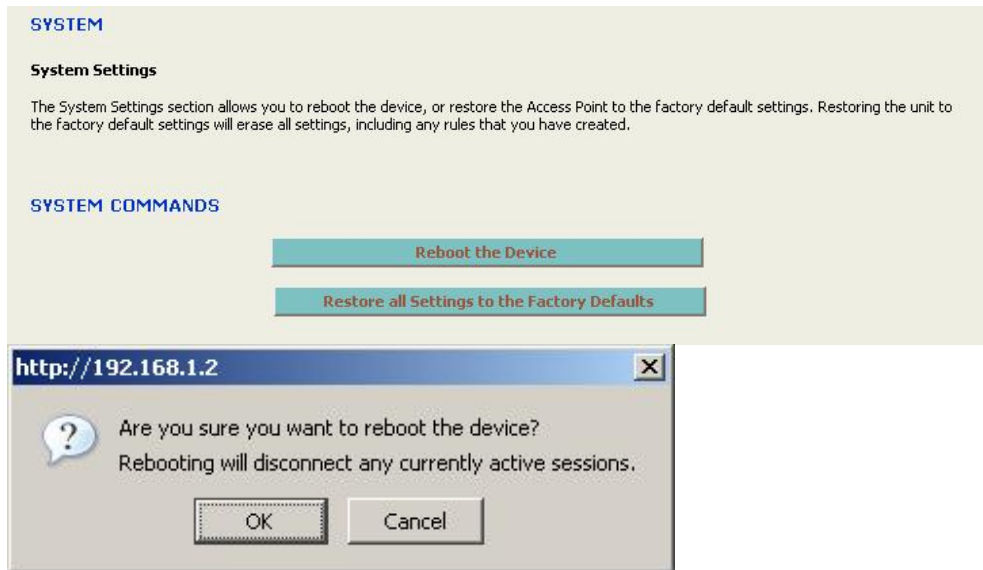 SYSTEM
System Settings
The System Settings section allows you to reboot the device, or restore the Access Point to the factory default settings. Restoring the unit to
the factory default settings will erase all settings, including any rules that you have created.
SYSTEM COMMANDS
Reboot the Device
Restore all Settings to the Factory Defaults
http://192.168.1.2
Are you sure you want to reboot the device?
Rebooting will disconnect any currently active sessions.
OK
Cancel